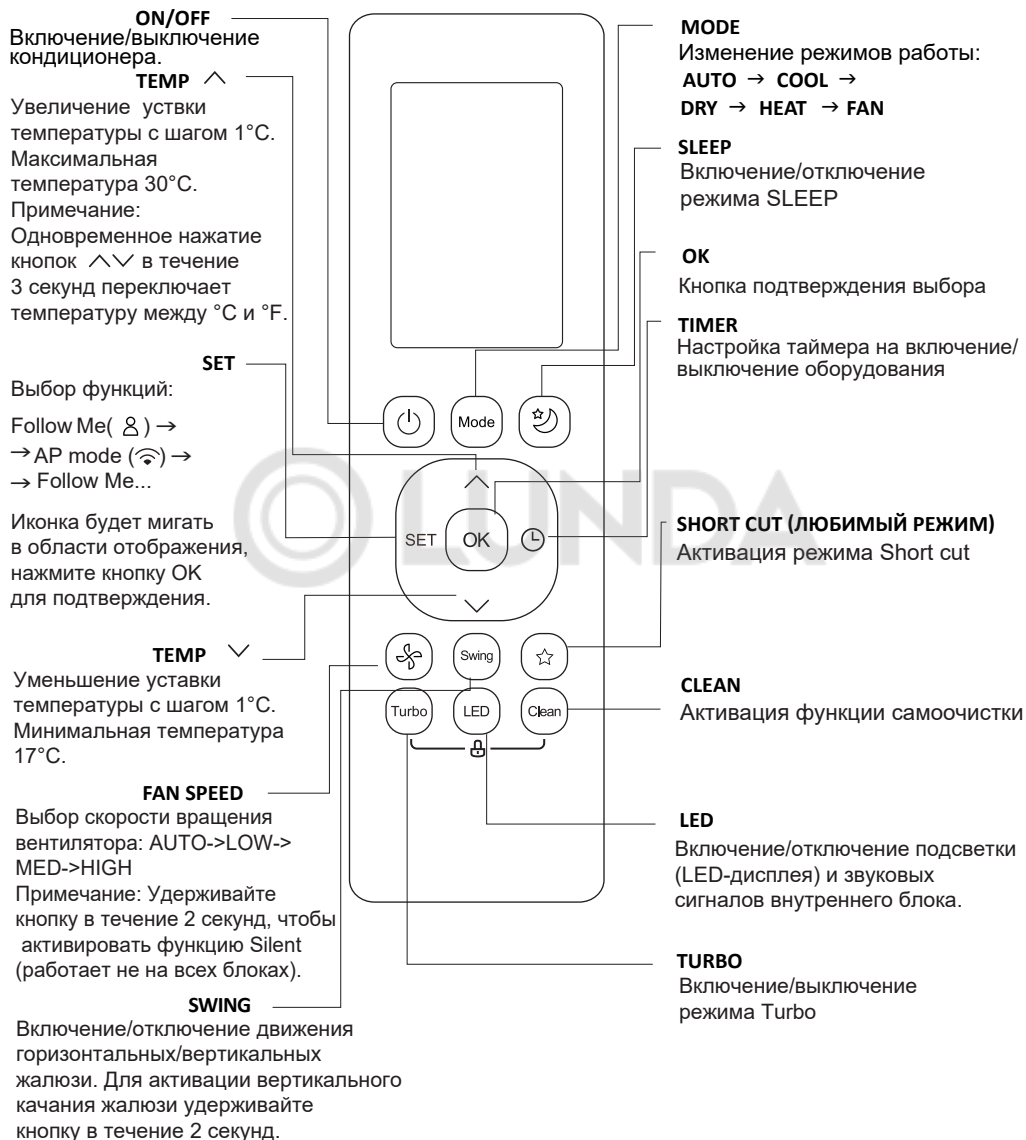 ON/OFF
Включение/выключение
кондиционера.
TEMP
Увеличение уствки
температуры с шагом 1°C.
Максимальная
температура 30°C.
Примечание:
Одновременное нажатие
кнопок в течение
3 секунд переключает
температуру между °C и °F.
SET
Выбор функций:
Follow Me( ) →
→ AP mode ( ) →
→ Follow Me...
Иконка будет мигать
в области отображения,
нажмите кнопку OK
для подтверждения.
TEMP
Уменьшение уставки
температуры с шагом 1°C.
Минимальная температура
17°C.
FAN SPEED
Выбор скорости вращения
вентилятора: AUTO->LOW->
MED->HIGH
Примечание: Удерживайте
кнопку в течение 2 секунд, чтобы
активировать функцию Silent
(работает не на всех блоках).
SWING
Включение/отключение движения
горизонтальных/вертикальных
жалюзи. Для активации вертикального
качания жалюзи удерживайте
кнопку в течение 2 секунд.
Mode
SET OK
Swing
Turbo LED Clean
LUNDA
MODE
Изменение режимов работы:
AUTO → COOL →
DRY → HEAT → FAN
SLEEP
Включение/отключение
режима SLEEP
OK
Кнопка подтверждения выбора
TIMER
Настройка таймера на включение/
выключение оборудования
SHORT CUT (ЛЮБИМЫЙ РЕЖИМ)
Активация режима Short cut
CLEAN
Активация функции самоочистки
LED
Включение/отключение подсветки
(LED-дисплея) и звуковых
сигналов внутреннего блока.
TURBO
Включение/выключение
режима Turbo